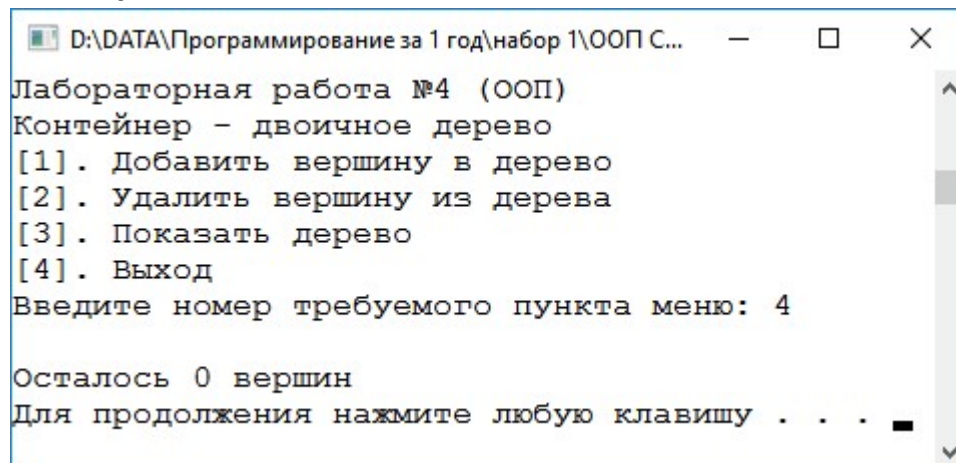 D:\DATA\Программирование за 1 год\набор 1\ООП С...
Лабораторная работа №4 (ООП)
Контейнер – двоичное дерево
[1]. Добавить вершину в дерево
[2]. Удалить вершину из дерева
[3]. Показать дерево
[4]. Выход
Введите номер требуемого пункта меню: 4
Осталось 0 вершин
Для продолжения нажмите любую клавишу . . .